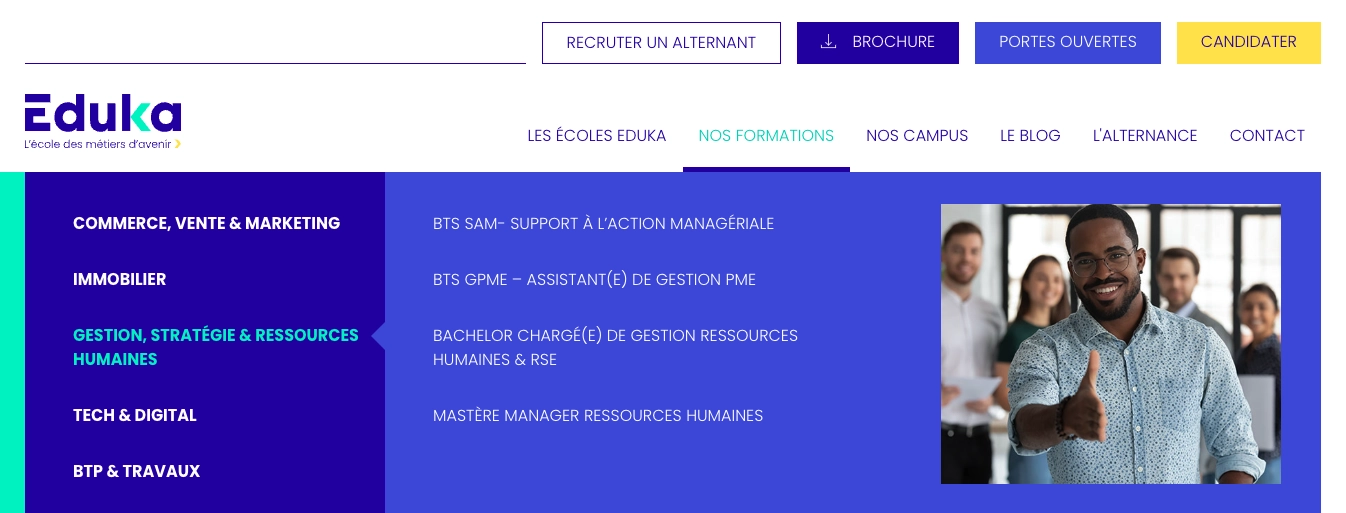 RECRUTER UN ALTERNANT
BROCHURE
PORTES OUVERTES
CANDIDATER
Eduka
L'école des métiers d'avenir
LES ÉCOLES EDUKA
NOS FORMATIONS
NOS CAMPUS
LE BLOG
L'ALTERNANCE
CONTACT
COMMERCE, VENTE & MARKETING
IMMOBILIER
GESTION, STRATÉGIE & RESSOURCES
HUMAINES
TECH & DIGITAL
BTP & TRAVAUX
BTS SAM- SUPPORT À L’ACTION MANAGÉRIALE
BTS GPME – ASSISTANT(E) DE GESTION PME
BACHELOR CHARGÉ(E) DE GESTION RESSOURCES
HUMAINES & RSE
MASTÈRE MANAGER RESSOURCES HUMAINES